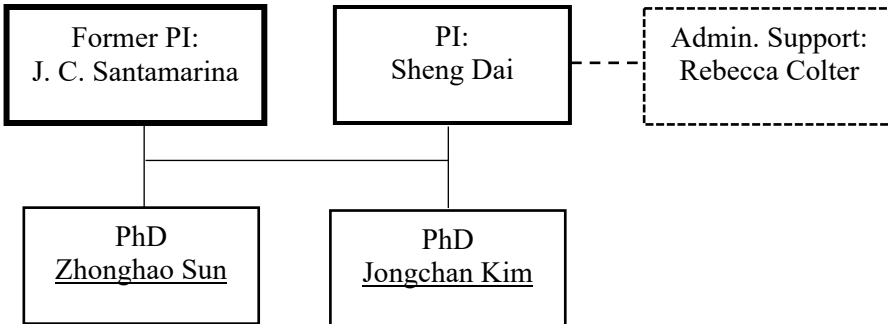 Former PI:
J. C. Santamarina
PI:
Sheng Dai
Admin. Support:
Rebecca Colter
PhD
Zhonghao Sun
PhD
Jongchan Kim